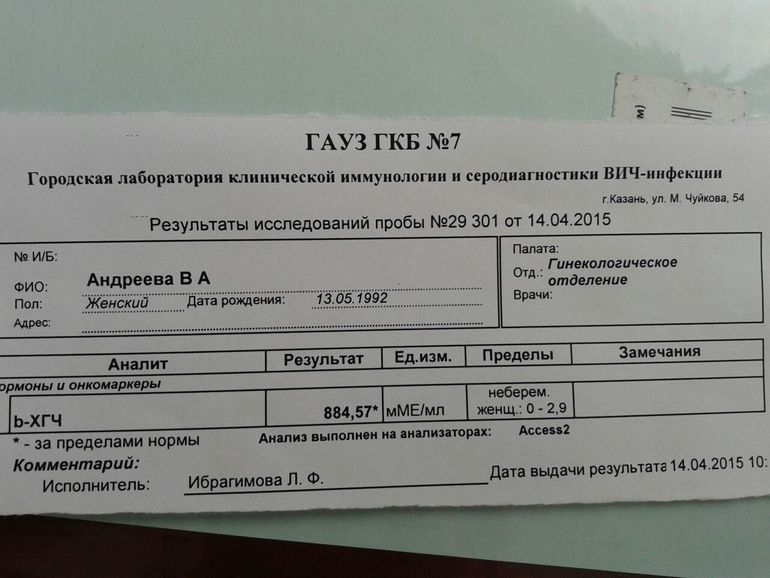 м)
ГАУЗ ГКБ №7
Городская лаборатория клинической иммунологии и серодиагностики ВИЧ-инфекции
г.Казань, ул. М. Чуйкова, 54
Результаты исследований пробы №29 301 от 14.04.2015
№ И/Б:
ФИО: Андреева В А
Пол: Женский Дата рождения: 13.05.1992
Адрес:
Палата:
Отд.: Гинекологическое
отделение
Врачи:
Аналит Результат Ед.изм. Пределы Замечания
ормоны и онкомаркеры
b-ХГЧ 884,57* мМЕ/мл неберем.
женщ.: 0 - 2,9
* - за пределами нормы Анализ выполнен на анализаторах: Access2
Комментарий:
Исполнитель: Ибрагимова Л. Ф. Дата выдачи результата 14.04.2015 10: